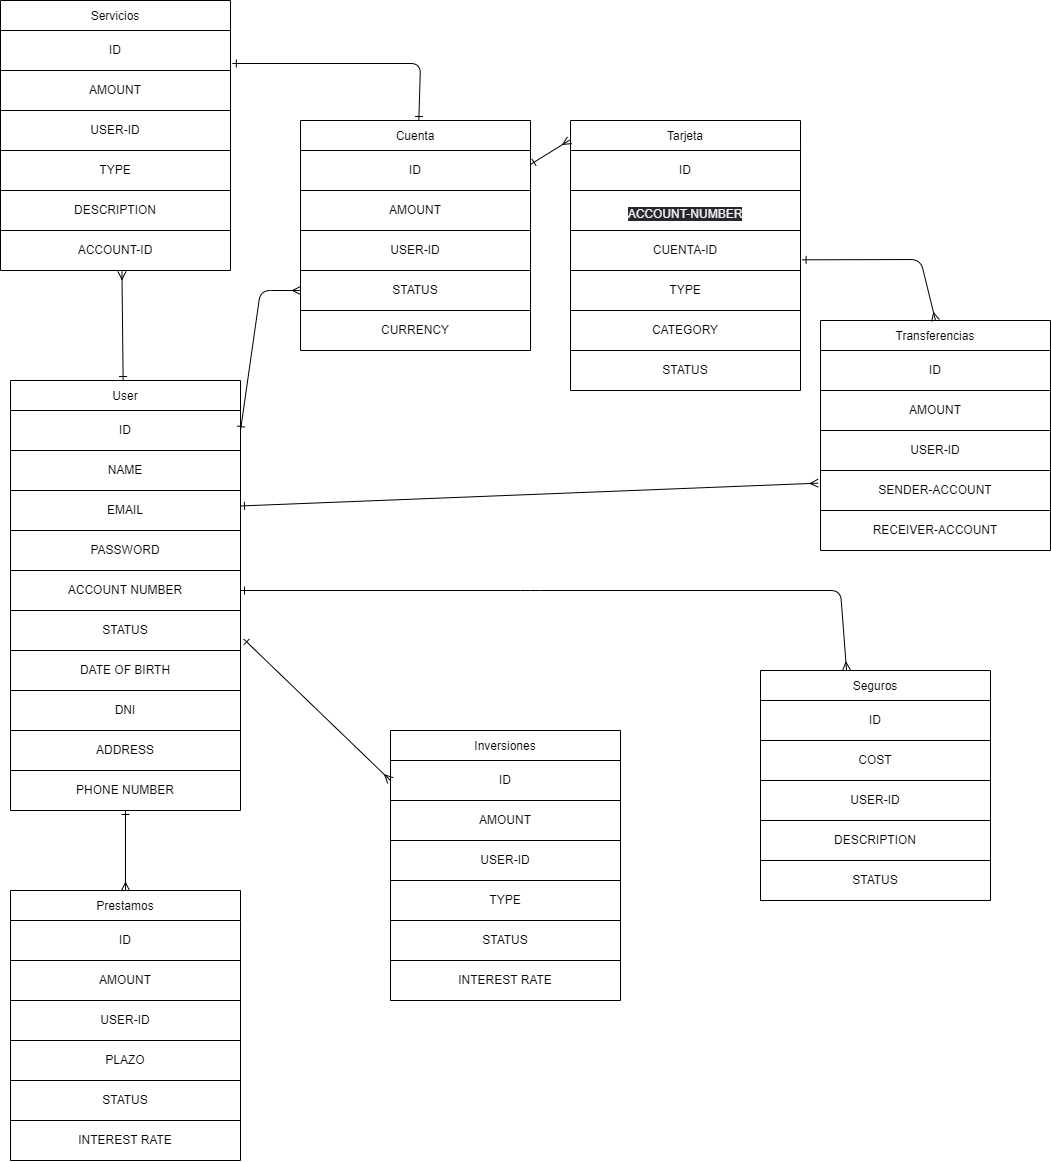 Servicios
ID
AMOUNT
USER-ID
TYPE
DESCRIPTION
ACCOUNT-ID
Cuenta
ID
AMOUNT
USER-ID
STATUS
CURRENCY
Tarjeta
ID
ACCOUNT-NUMBER
CUENTA-ID
TYPE
CATEGORY
STATUS
Transferencias
ID
AMOUNT
USER-ID
SENDER-ACCOUNT
RECEIVER-ACCOUNT
User
ID
NAME
EMAIL
PASSWORD
ACCOUNT NUMBER
STATUS
DATE OF BIRTH
DNI
ADDRESS
PHONE NUMBER
Seguros
ID
COST
USER-ID
DESCRIPTION
STATUS
Inversiones
ID
AMOUNT
USER-ID
TYPE
STATUS
INTEREST RATE
Prestamos
ID
AMOUNT
USER-ID
PLAZO
STATUS
INTEREST RATE